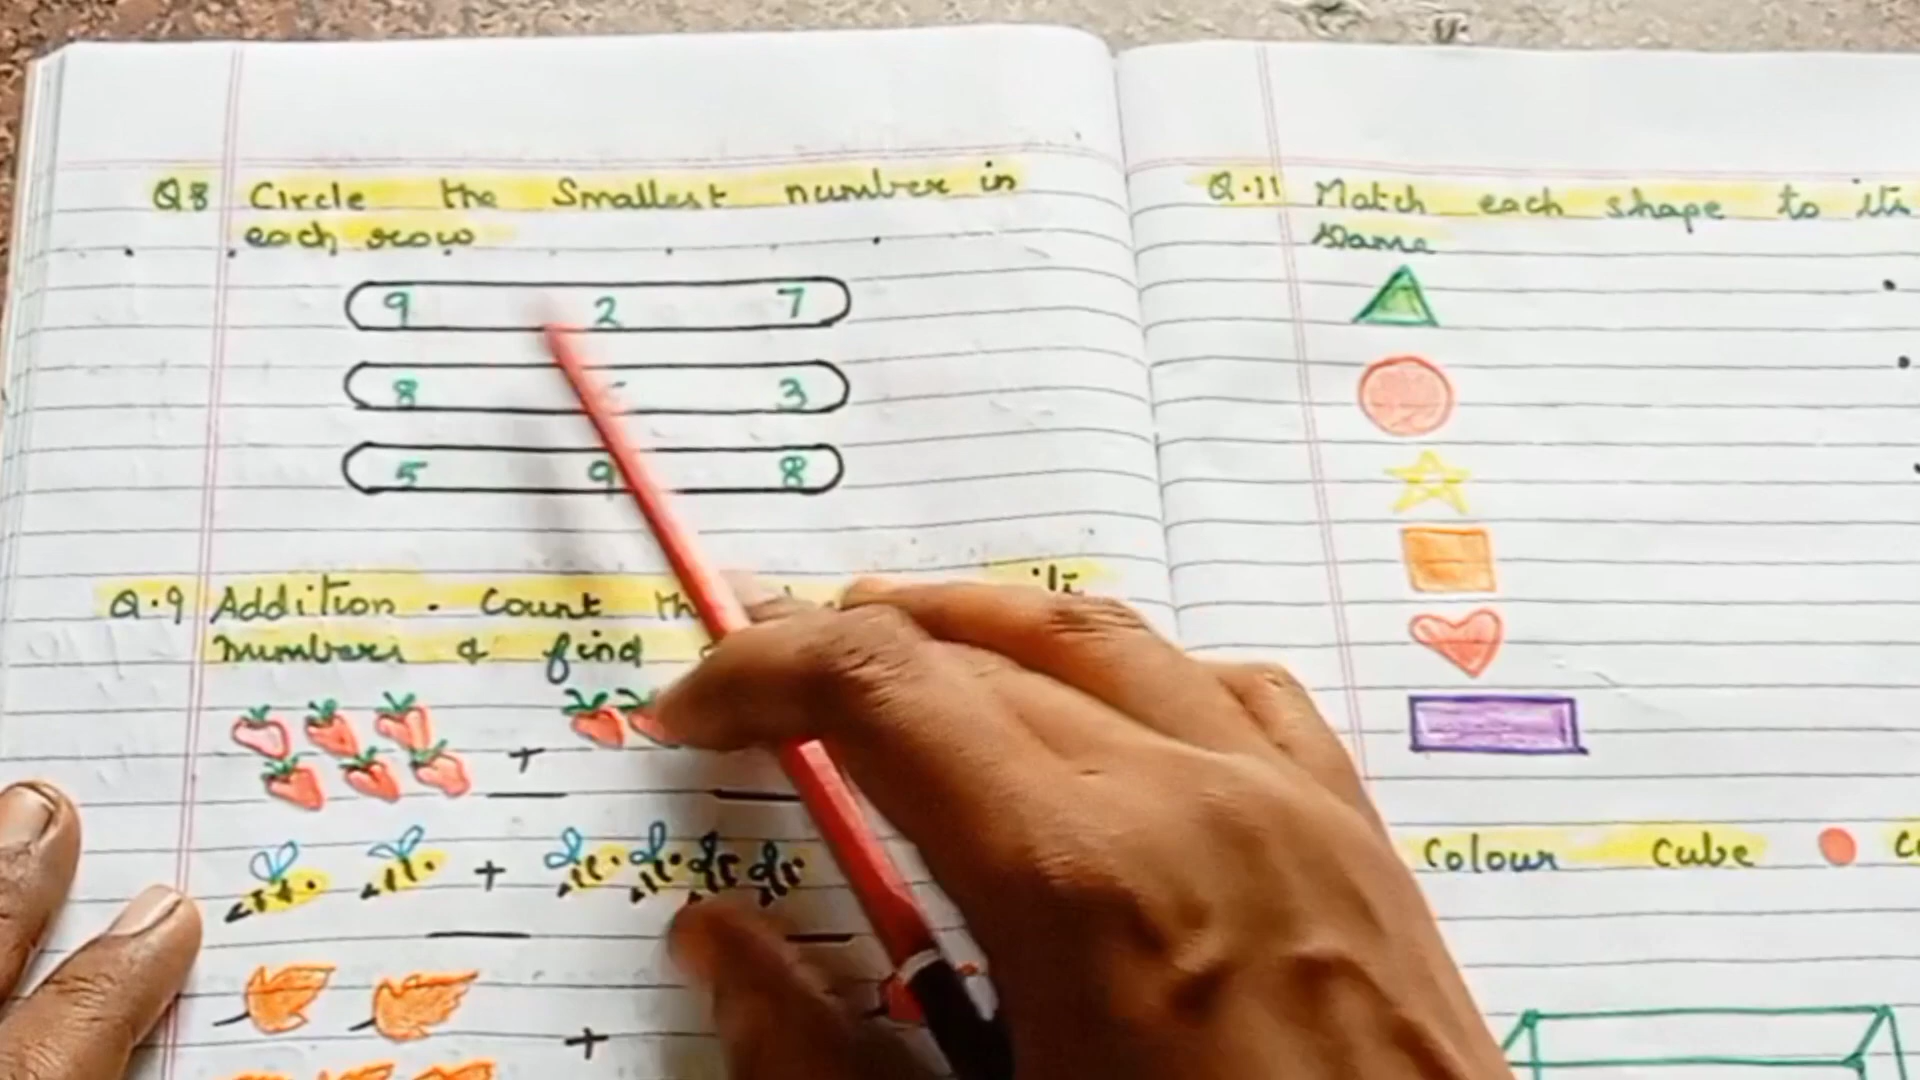 Q8 Circle the Smallest number in
each row
9 2 7
8 3
5 9 8
Q.9 Addition . Count
numbers & find
+
+
+
Q.11 Match each shape to its
name
Colour Cube